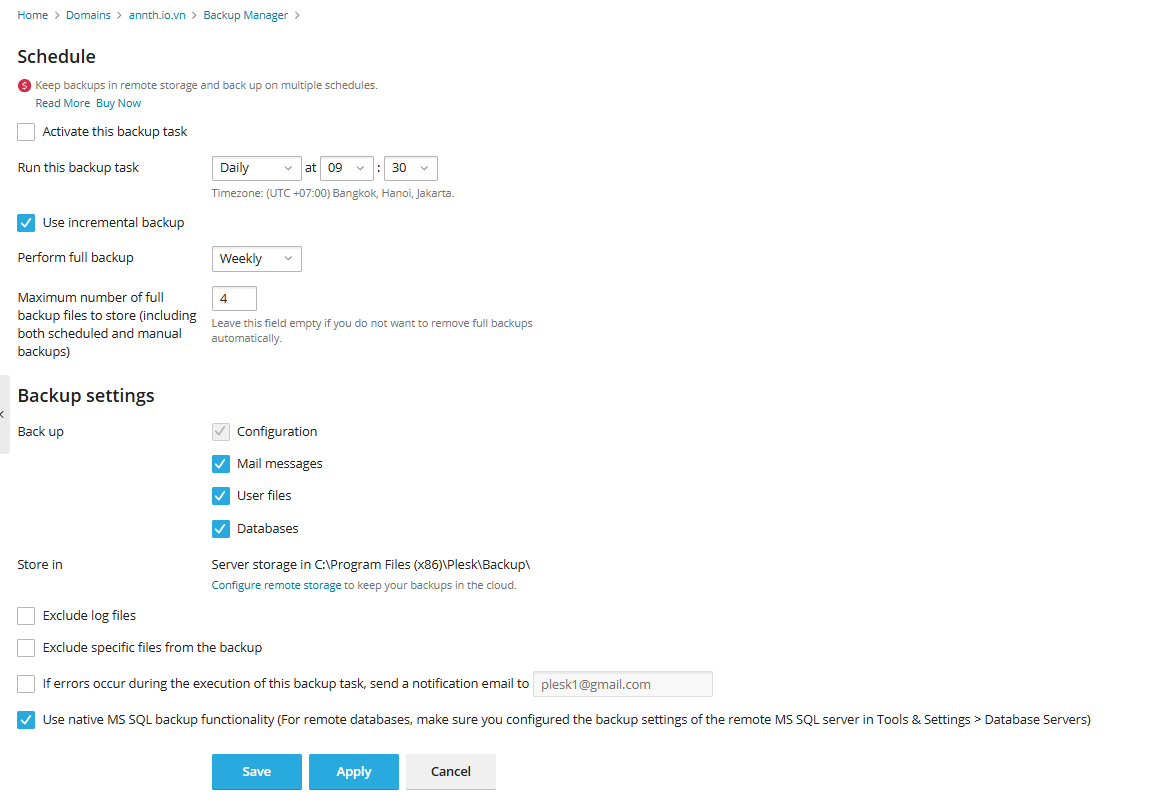 Home > Domains > annth.io.vn > Backup Manager >
Schedule
$ Keep backups in remote storage and back up on multiple schedules.
Read More Buy Now
Activate this backup task
Run this backup task Daily at 09 : 30
Timezone: (UTC +07:00) Bangkok, Hanoi, Jakarta.
Use incremental backup
Perform full backup Weekly
Maximum number of full
backup files to store (including
both scheduled and manual
backups)
4
Leave this field empty if you do not want to remove full backups
automatically.
Backup settings
Back up Configuration
Mail messages
User files
Databases
Store in Server storage in C:\Program Files (x86)\Plesk\Backup\
Configure remote storage to keep your backups in the cloud.
Exclude log files
Exclude specific files from the backup
If errors occur during the execution of this backup task, send a notification email to plesk1@gmail.com
Use native MS SQL backup functionality (For remote databases, make sure you configured the backup settings of the remote MS SQL server in Tools & Settings > Database Servers)
Save Apply Cancel